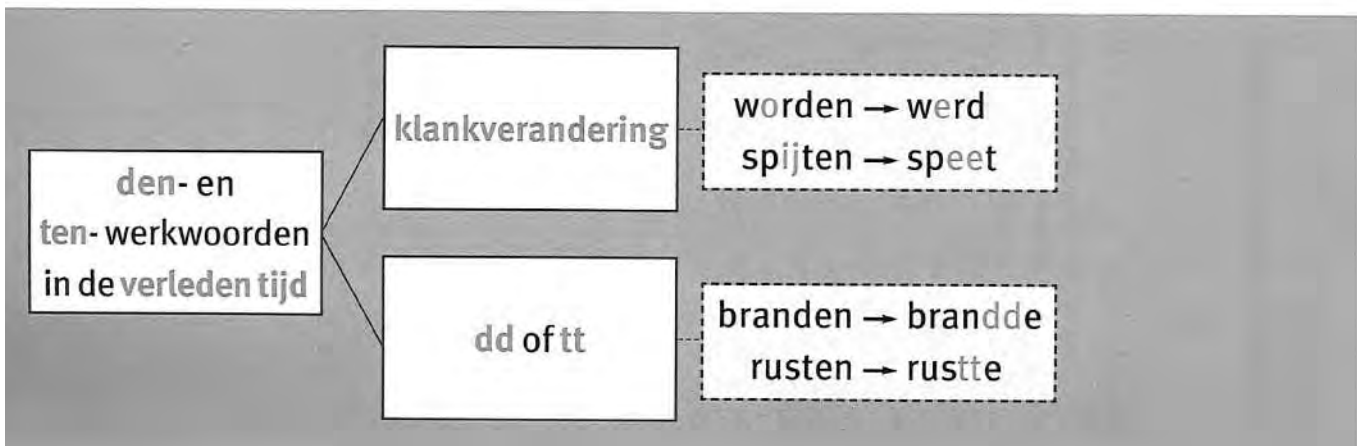 den- en
ten- werkwoorden
in de verleden tijd
klankverandering
worden → werd
spijten → speet
dd of tt
branden → brandde
rusten → rustte